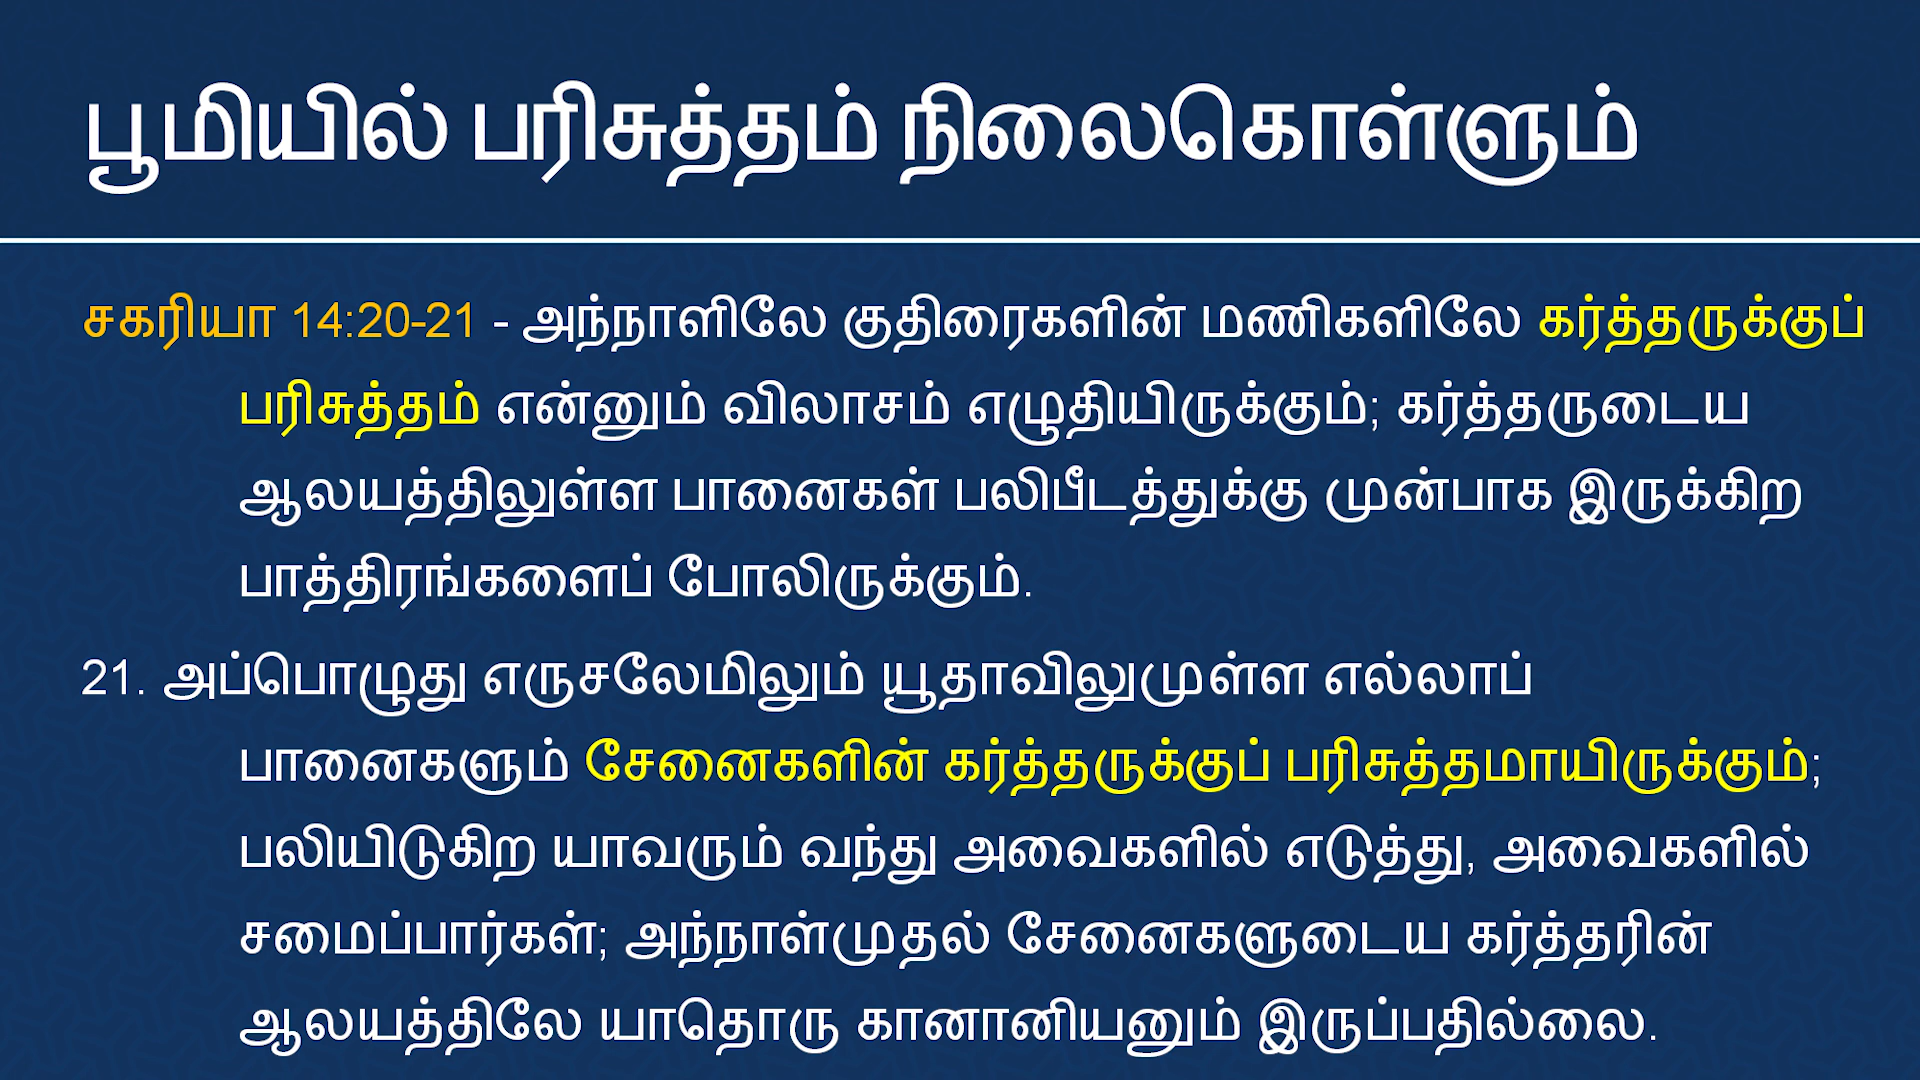 பூமியில் பரிசுத்தம் நிலைகொள்ளும்
சகரியா 14:20-21 - அந்நாளிலே குதிரைகளின் மணிகளிலே கர்த்தருக்குப்
பரிசுத்தம் என்னும் விலாசம் எழுதியிருக்கும்; கர்த்தருடைய
ஆலயத்திலுள்ள பானைகள் பலிபீடத்துக்கு முன்பாக இருக்கிற
பாத்திரங்களைப் போலிருக்கும்.
21. அப்பொழுது எருசலேமிலும் யூதாவிலுமுள்ள எல்லாப்
பானைகளும் சேனைகளின் கர்த்தருக்குப் பரிசுத்தமாயிருக்கும்;
பலியிடுகிற யாவரும் வந்து அவைகளில் எடுத்து, அவைகளில்
சமைப்பார்கள்; அந்நாள்முதல் சேனைகளுடைய கர்த்தரின்
ஆலயத்திலே யாதொரு கானானியனும் இருப்பதில்லை.